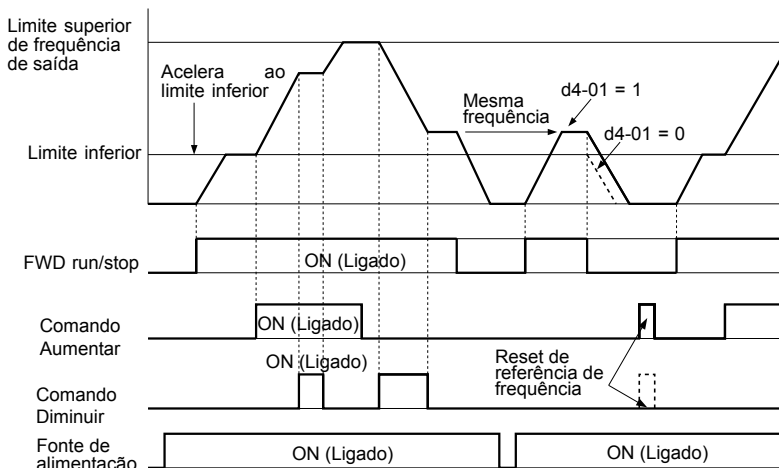 Limite superior
de frequência
de saída
Acelera ao
limite inferior
Mesma
frequência
d4-01 = 1
d4-01 = 0
Limite inferior
FWD run/stop
ON (Ligado)
Comando
Aumentar
ON (Ligado)
ON (Ligado)
Reset de
referência de
frequência
Comando
Diminuir
Fonte de
alimentação
ON (Ligado)
ON (Ligado)